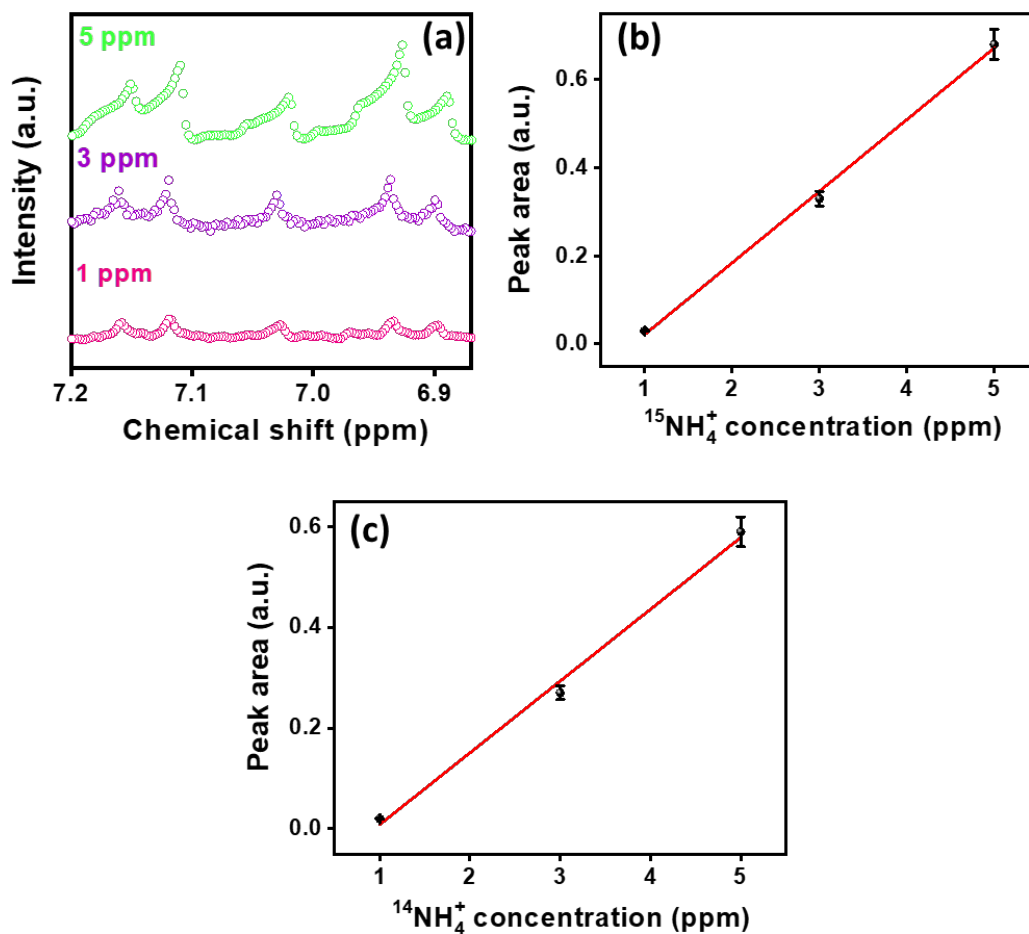 (a)
5 ppm
3 ppm
1 ppm
Intensity (a.u.)
7.2 7.1 7.0 6.9
Chemical shift (ppm)
(b)
Peak area (a.u.)
0.6
0.4
0.2
0.0
1 2 3 4 5
¹⁵NH₄⁺ concentration (ppm)
(c)
Peak area (a.u.)
0.6
0.4
0.2
0.0
1 2 3 4 5
¹⁴NH₄⁺ concentration (ppm)